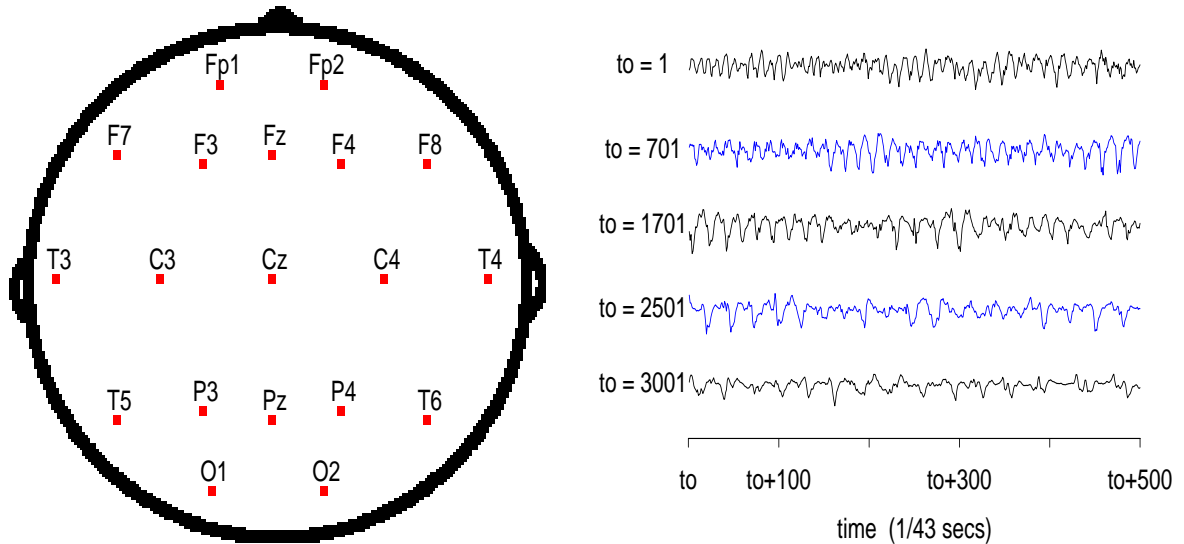 Fp1 Fp2
F7 F3 Fz F4 F8
T3 C3 Cz C4 T4
T5 P3 Pz P4 T6
O1 O2
to = 1
to = 701
to = 1701
to = 2501
to = 3001
to to+100 to+300 to+500
time (1/43 secs)